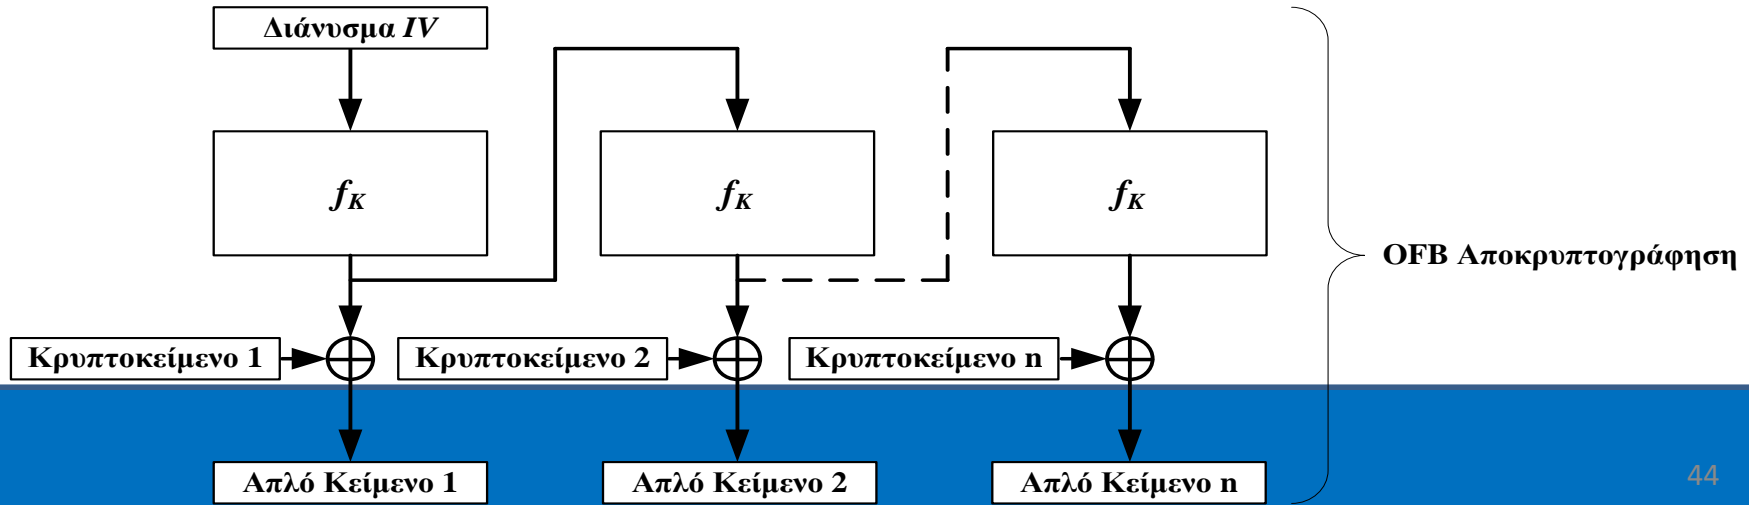 Διάνυσμα IV
fK
fK
fK
OFB Αποκρυπτογράφηση
Κρυπτοκείμενο 1
Κρυπτοκείμενο 2
Κρυπτοκείμενο n
Απλό Κείμενο 1
Απλό Κείμενο 2
Απλό Κείμενο n
44